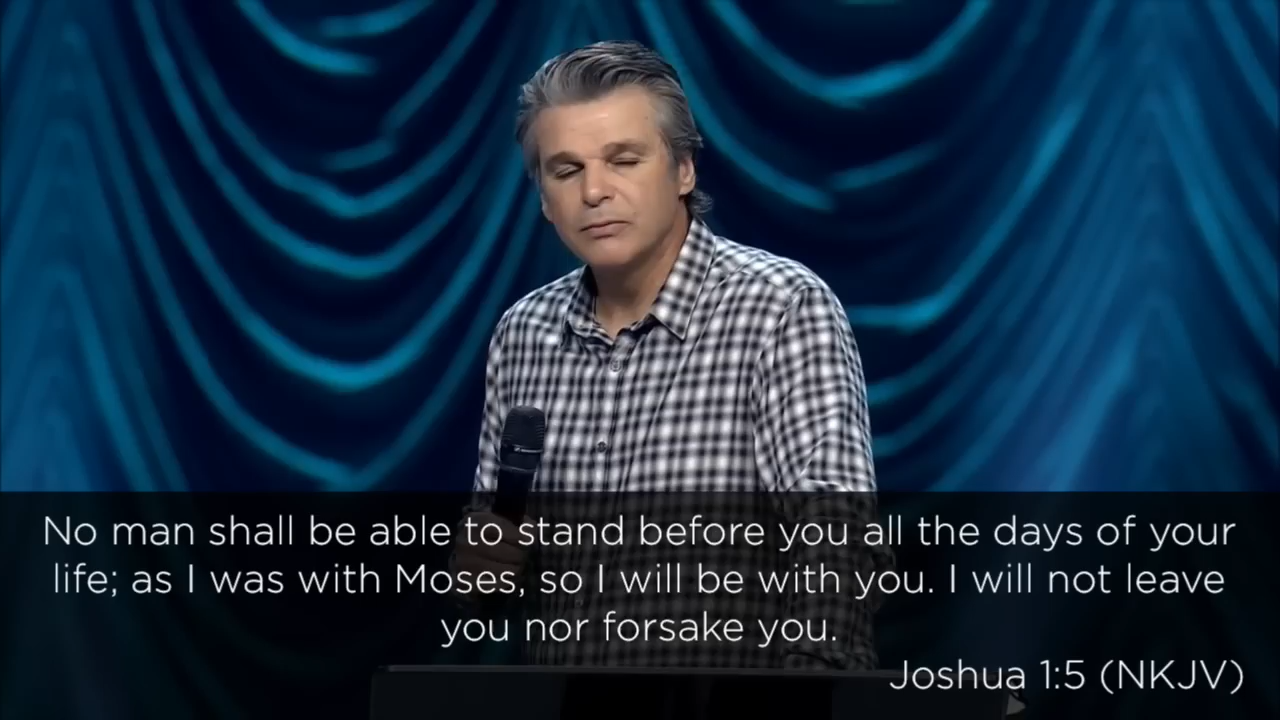 No man shall be able to stand before you all the days of your
life; as I was with Moses, so I will be with you. I will not leave
you nor forsake you.
Joshua 1:5 (NKJV)